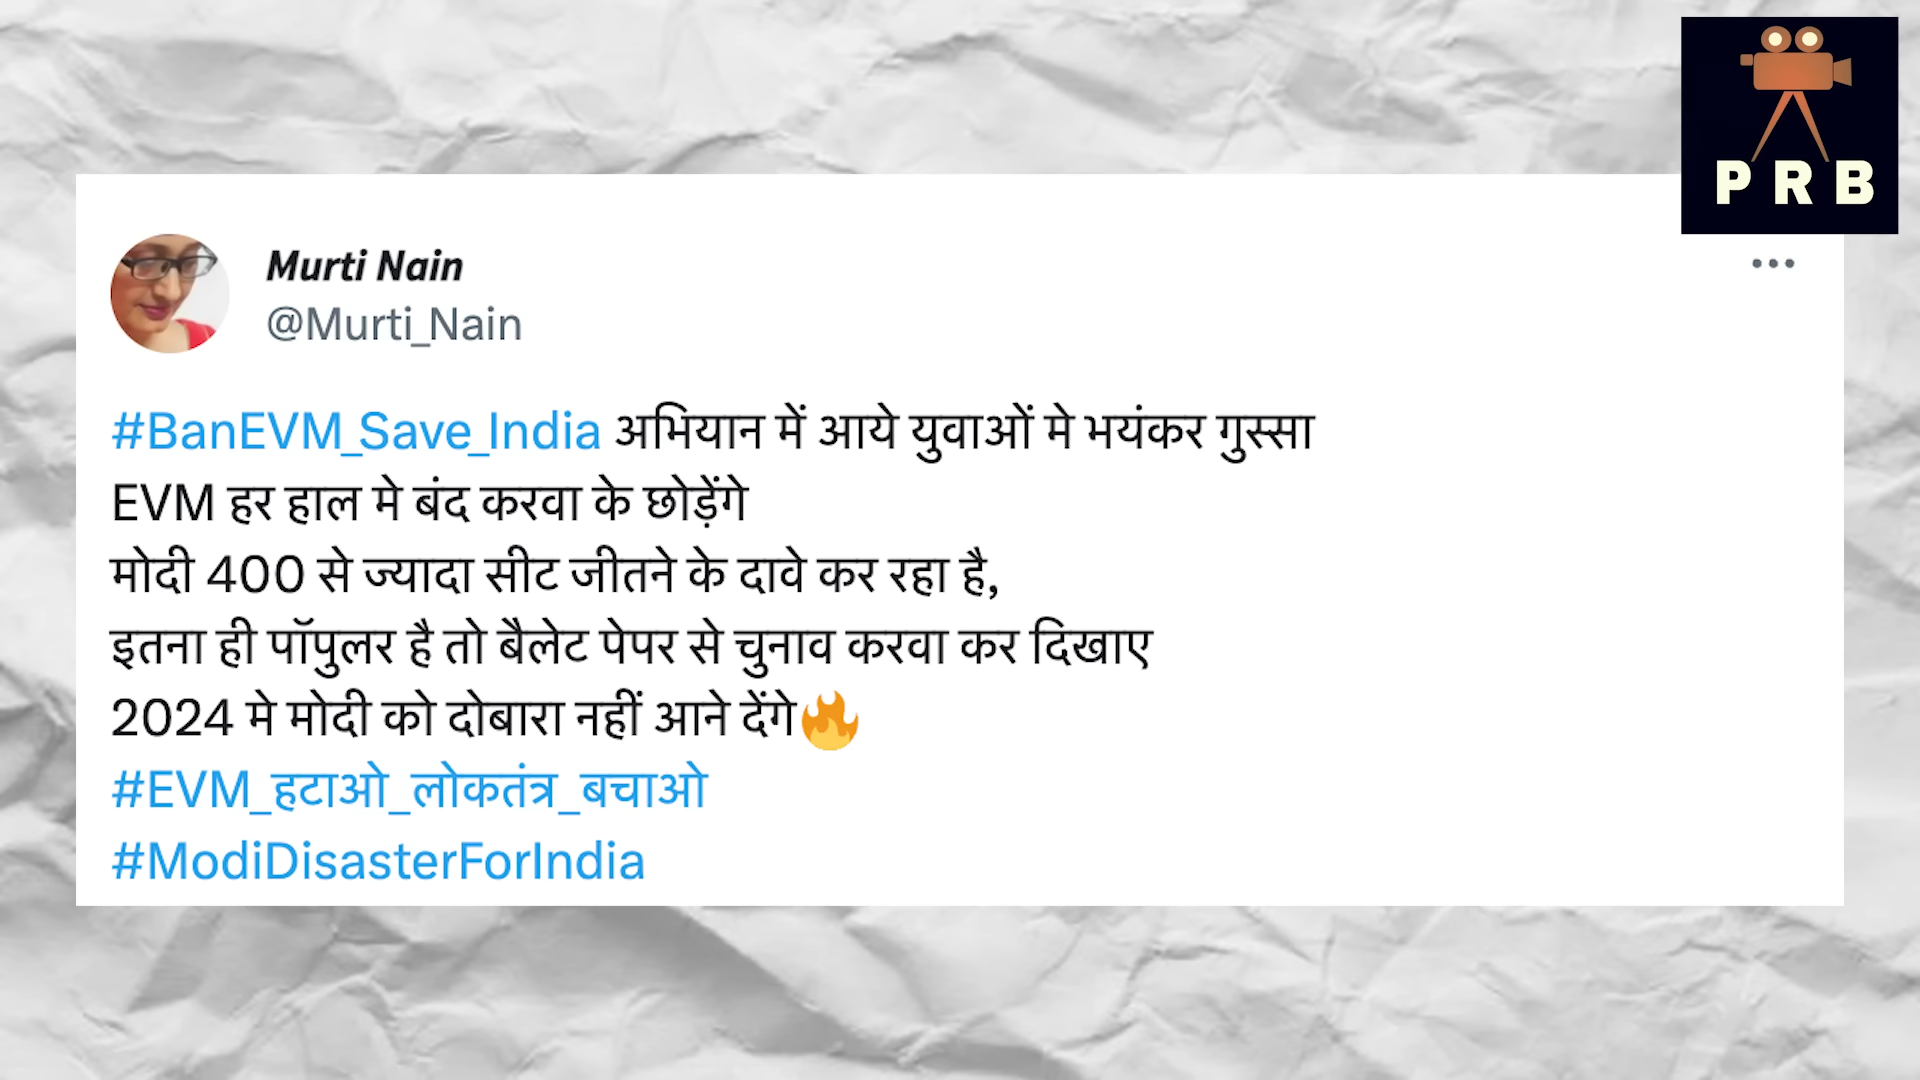 P R B
Murti Nain
@Murti_Nain
#BanEVM_Save_India अभियान में आये युवाओं मे भयंकर गुस्सा
EVM हर हाल मे बंद करवा के छोड़ेंगे
मोदी 400 से ज्यादा सीट जीतने के दावे कर रहा है,
इतना ही पॉपुलर है तो बैलेट पेपर से चुनाव करवा कर दिखाए
2024 मे मोदी को दोबारा नहीं आने देंगे🔥
#EVM_हटाओ_लोकतंत्र_बचाओ
#ModiDisasterForIndia